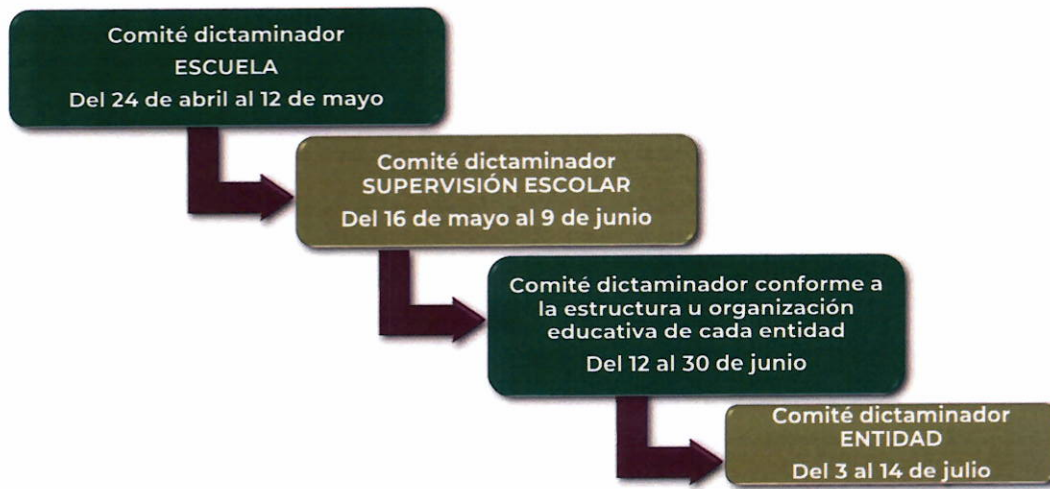 Comité dictaminador
ESCUELA
Del 24 de abril al 12 de mayo
Comité dictaminador
SUPERVISIÓN ESCOLAR
Del 16 de mayo al 9 de junio
Comité dictaminador conforme a
la estructura u organización
educativa de cada entidad
Del 12 al 30 de junio
Comité dictaminador
ENTIDAD
Del 3 al 14 de julio